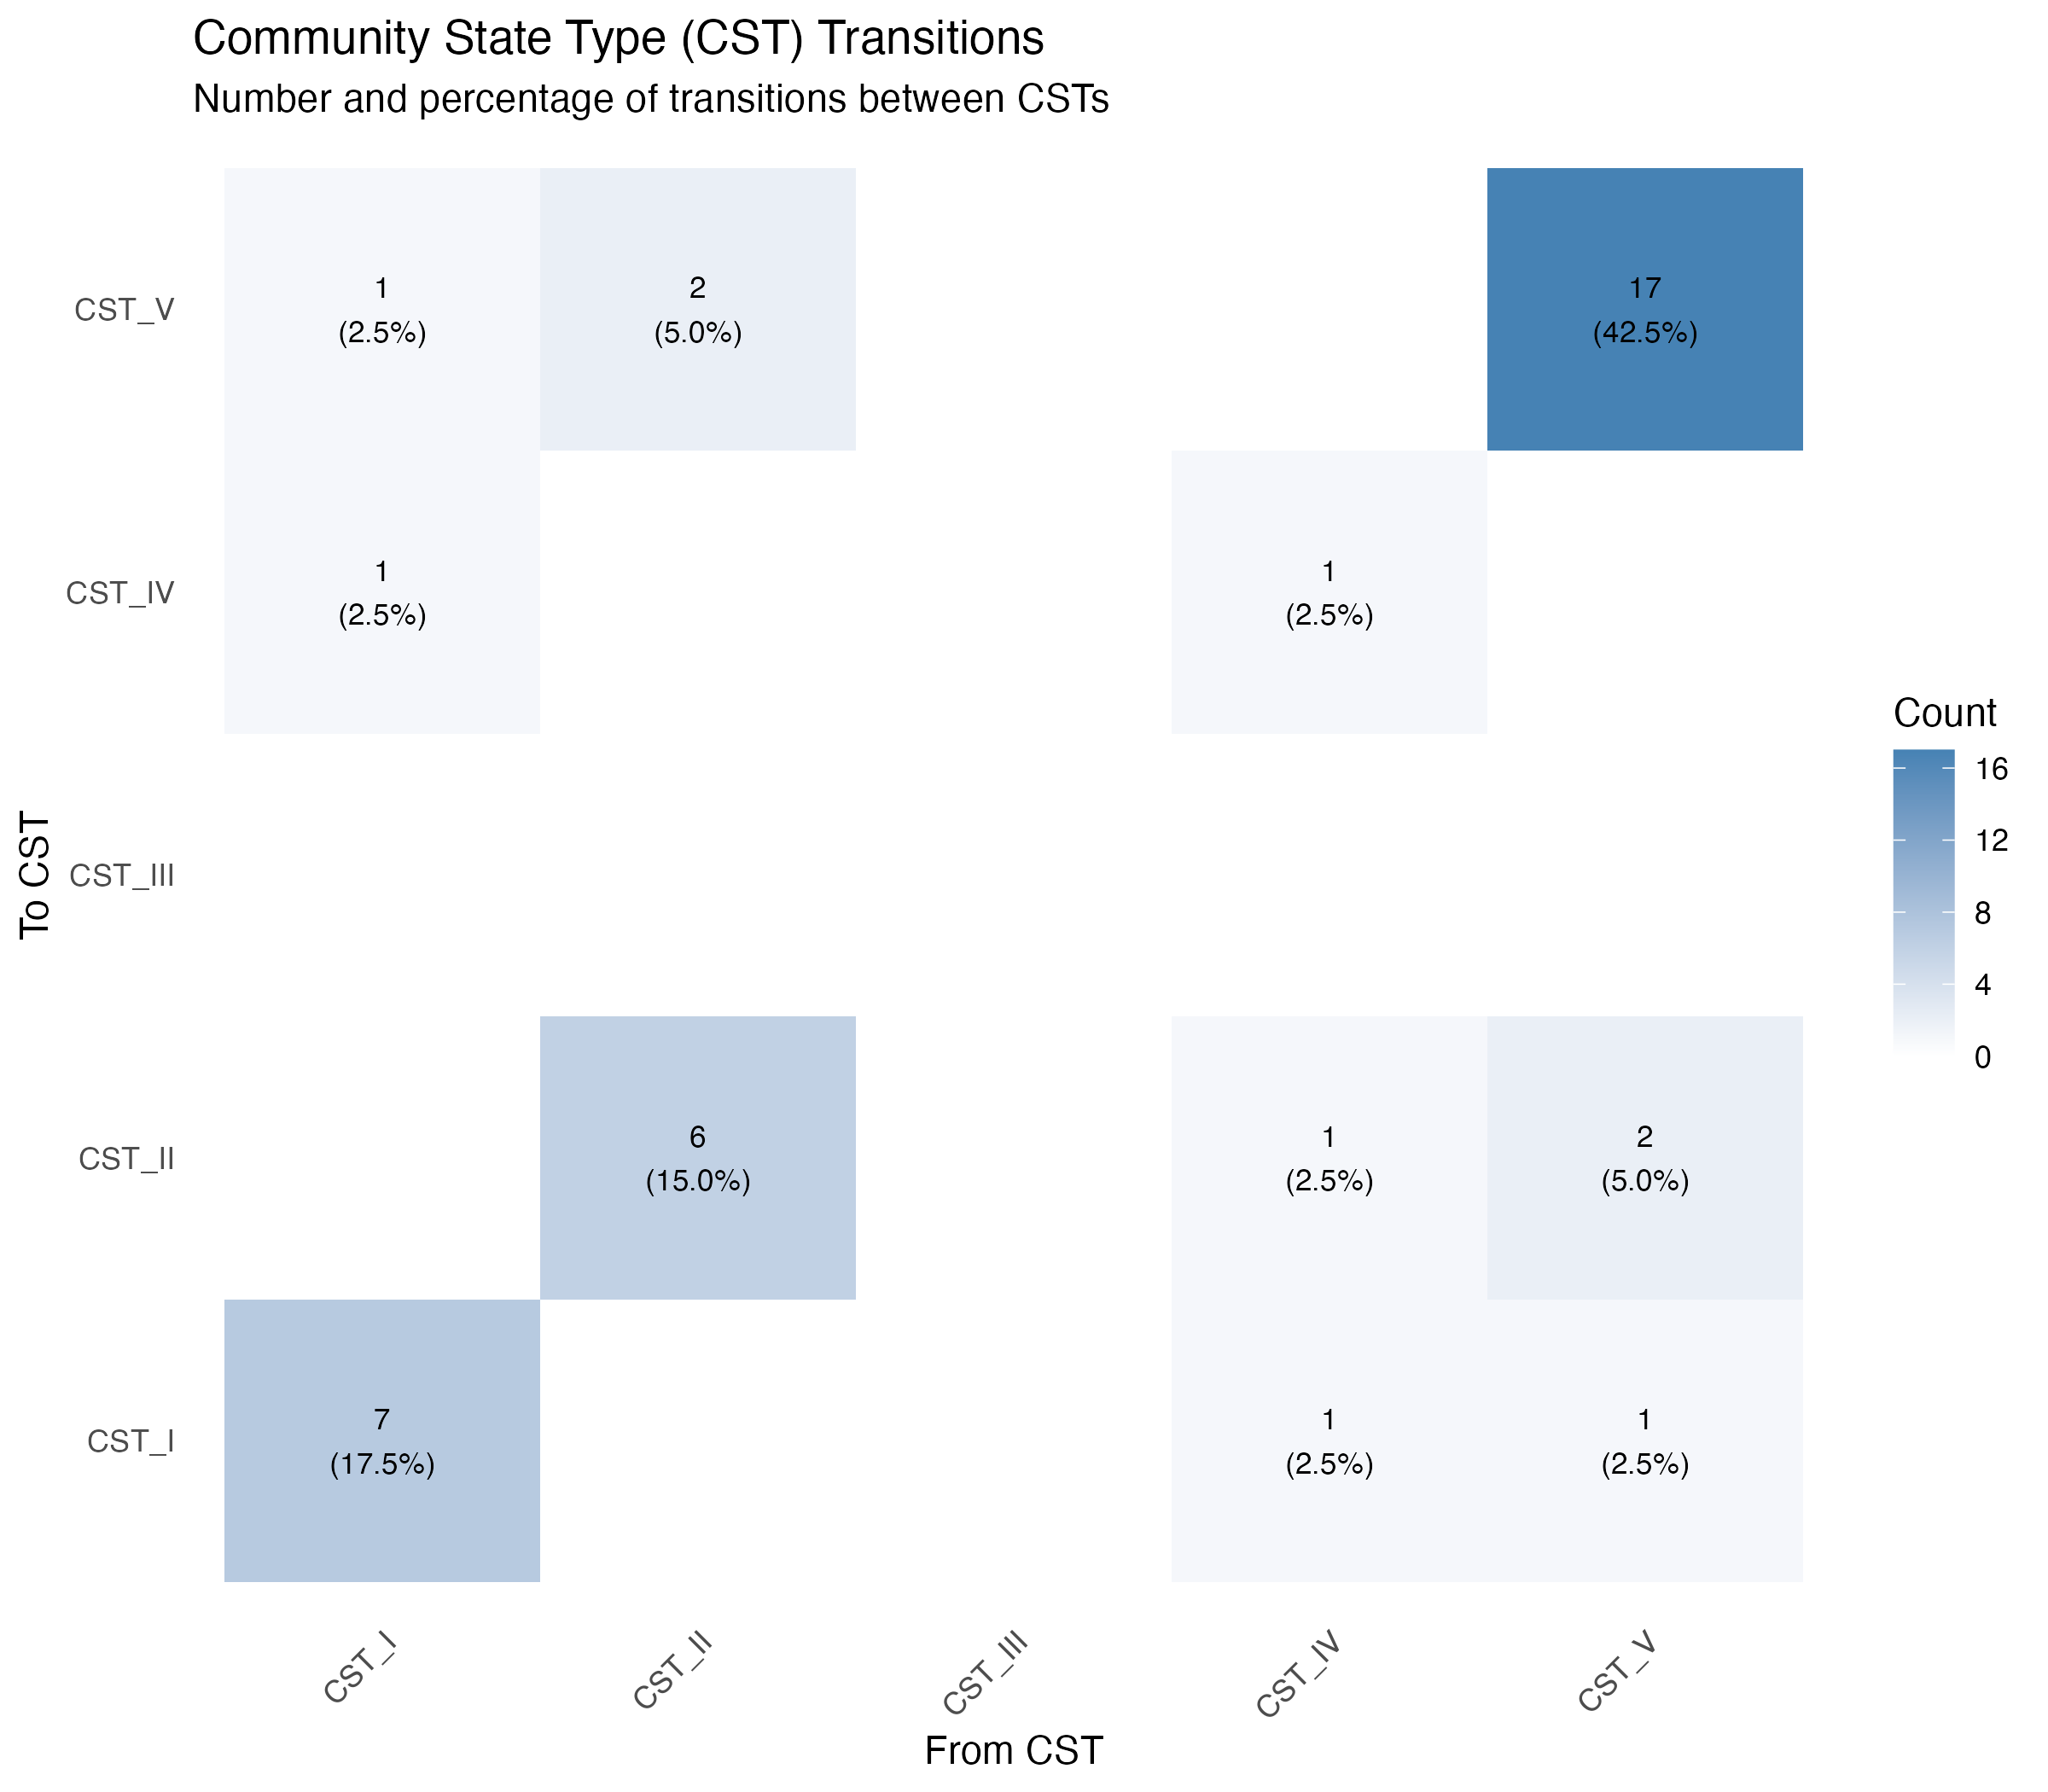 Community State Type (CST) Transitions
Number and percentage of transitions between CSTs
CST_V
1
(2.5%)
2
(5.0%)
17
(42.5%)
CST_IV
1
(2.5%)
1
(2.5%)
CST_III
CST_II
6
(15.0%)
1
(2.5%)
2
(5.0%)
CST_I
7
(17.5%)
1
(2.5%)
1
(2.5%)
To CST
CST_I
CST_II
CST_III
CST_IV
CST_V
From CST
Count
16
12
8
4
0